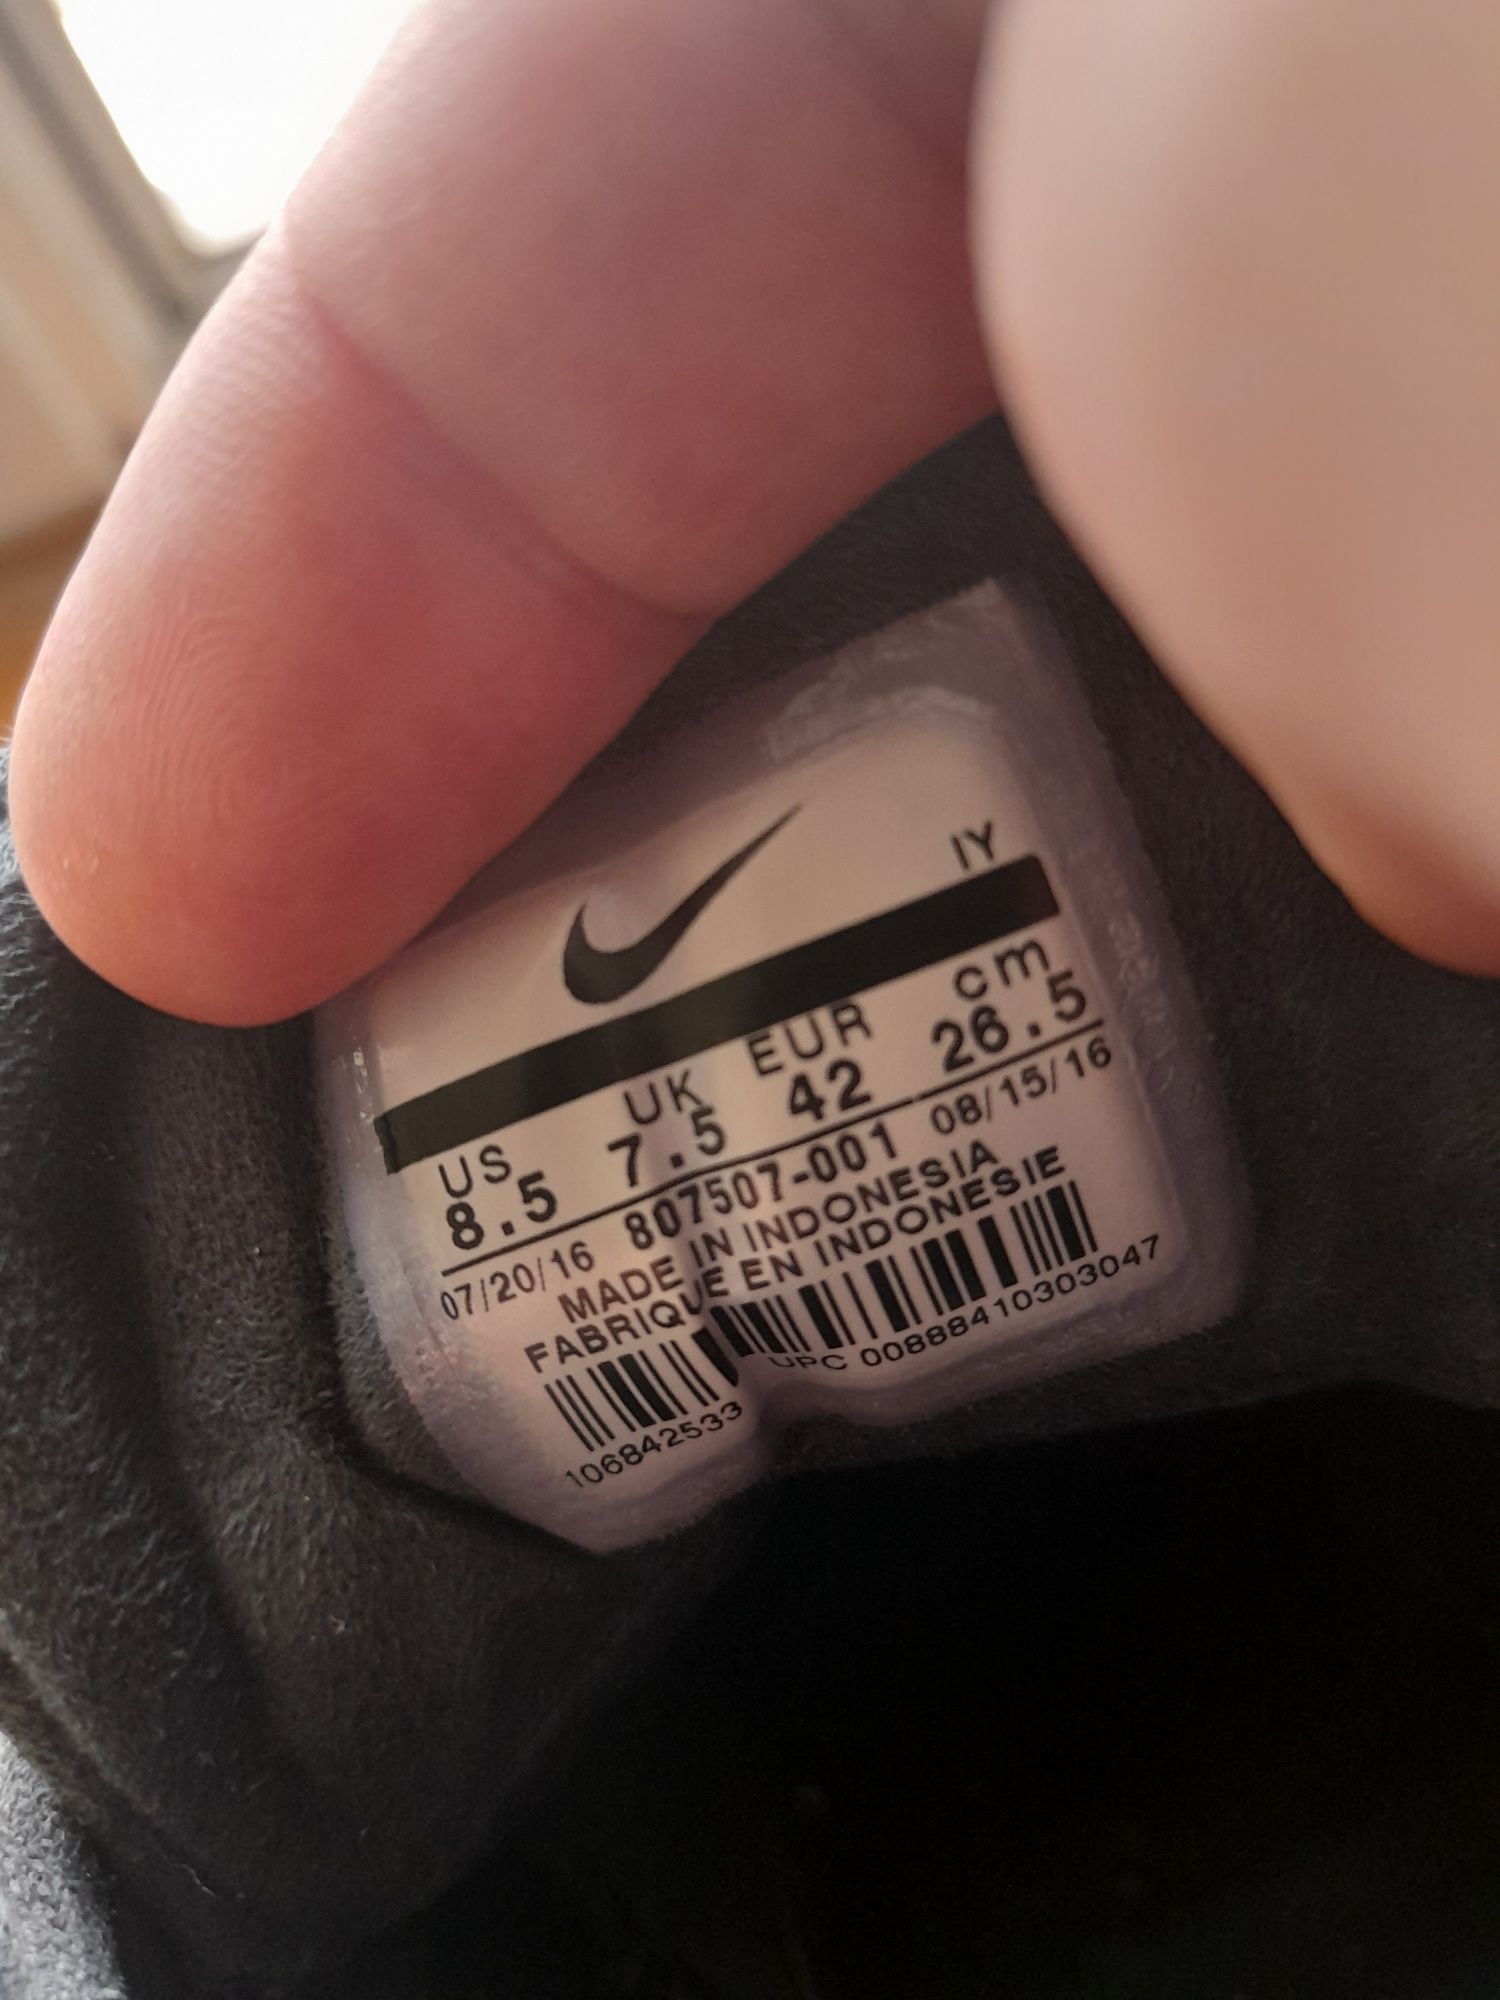 IY
US UK EUR cm
8.5 7.5 42 26.5
07/20/16 807507-001 08/15/16
MADE IN INDONESIA
FABRIQUE EN INDONESIE
UPC 00888410303047
106842533